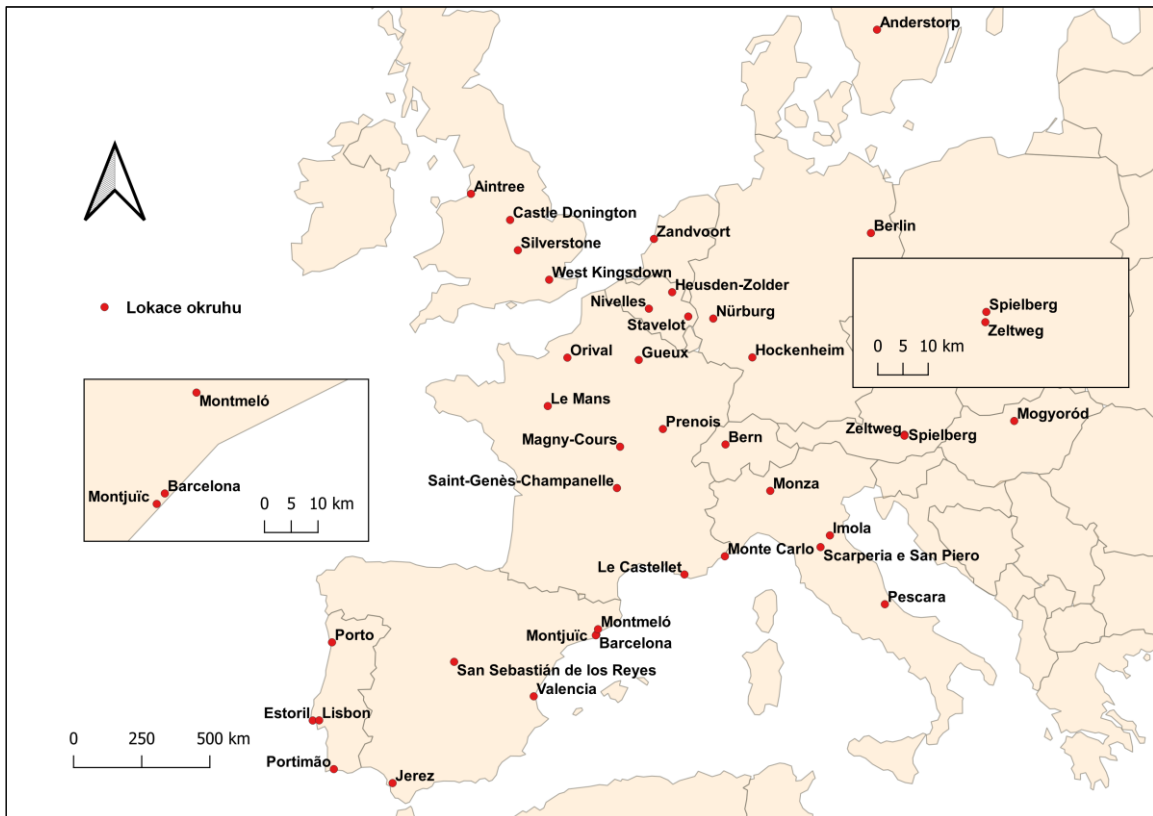 Anderstorp
Aintree
Castle Donington
Silverstone
West Kingsdown
Zandvoort
Berlin
Heusden-Zolder
Nivelles
Stavelot
Nürburg
Spielberg
Zeltweg
0 5 10 km
Lokace okruhu
Orival
Gueux
Hockenheim
Montmeló
Barcelona
Montjuïc
0 5 10 km
Le Mans
Prenois
Magny-Cours
Bern
Zeltweg
Spielberg
Mogyoród
Saint-Genès-Champanelle
Monza
Imola
Monte Carlo
Scarperia e San Piero
Le Castellet
Pescara
Porto
Montmeló
Montjuïc
Barcelona
San Sebastián de los Reyes
Valencia
Estoril
Lisbon
0 250 500 km
Portimão
Jerez